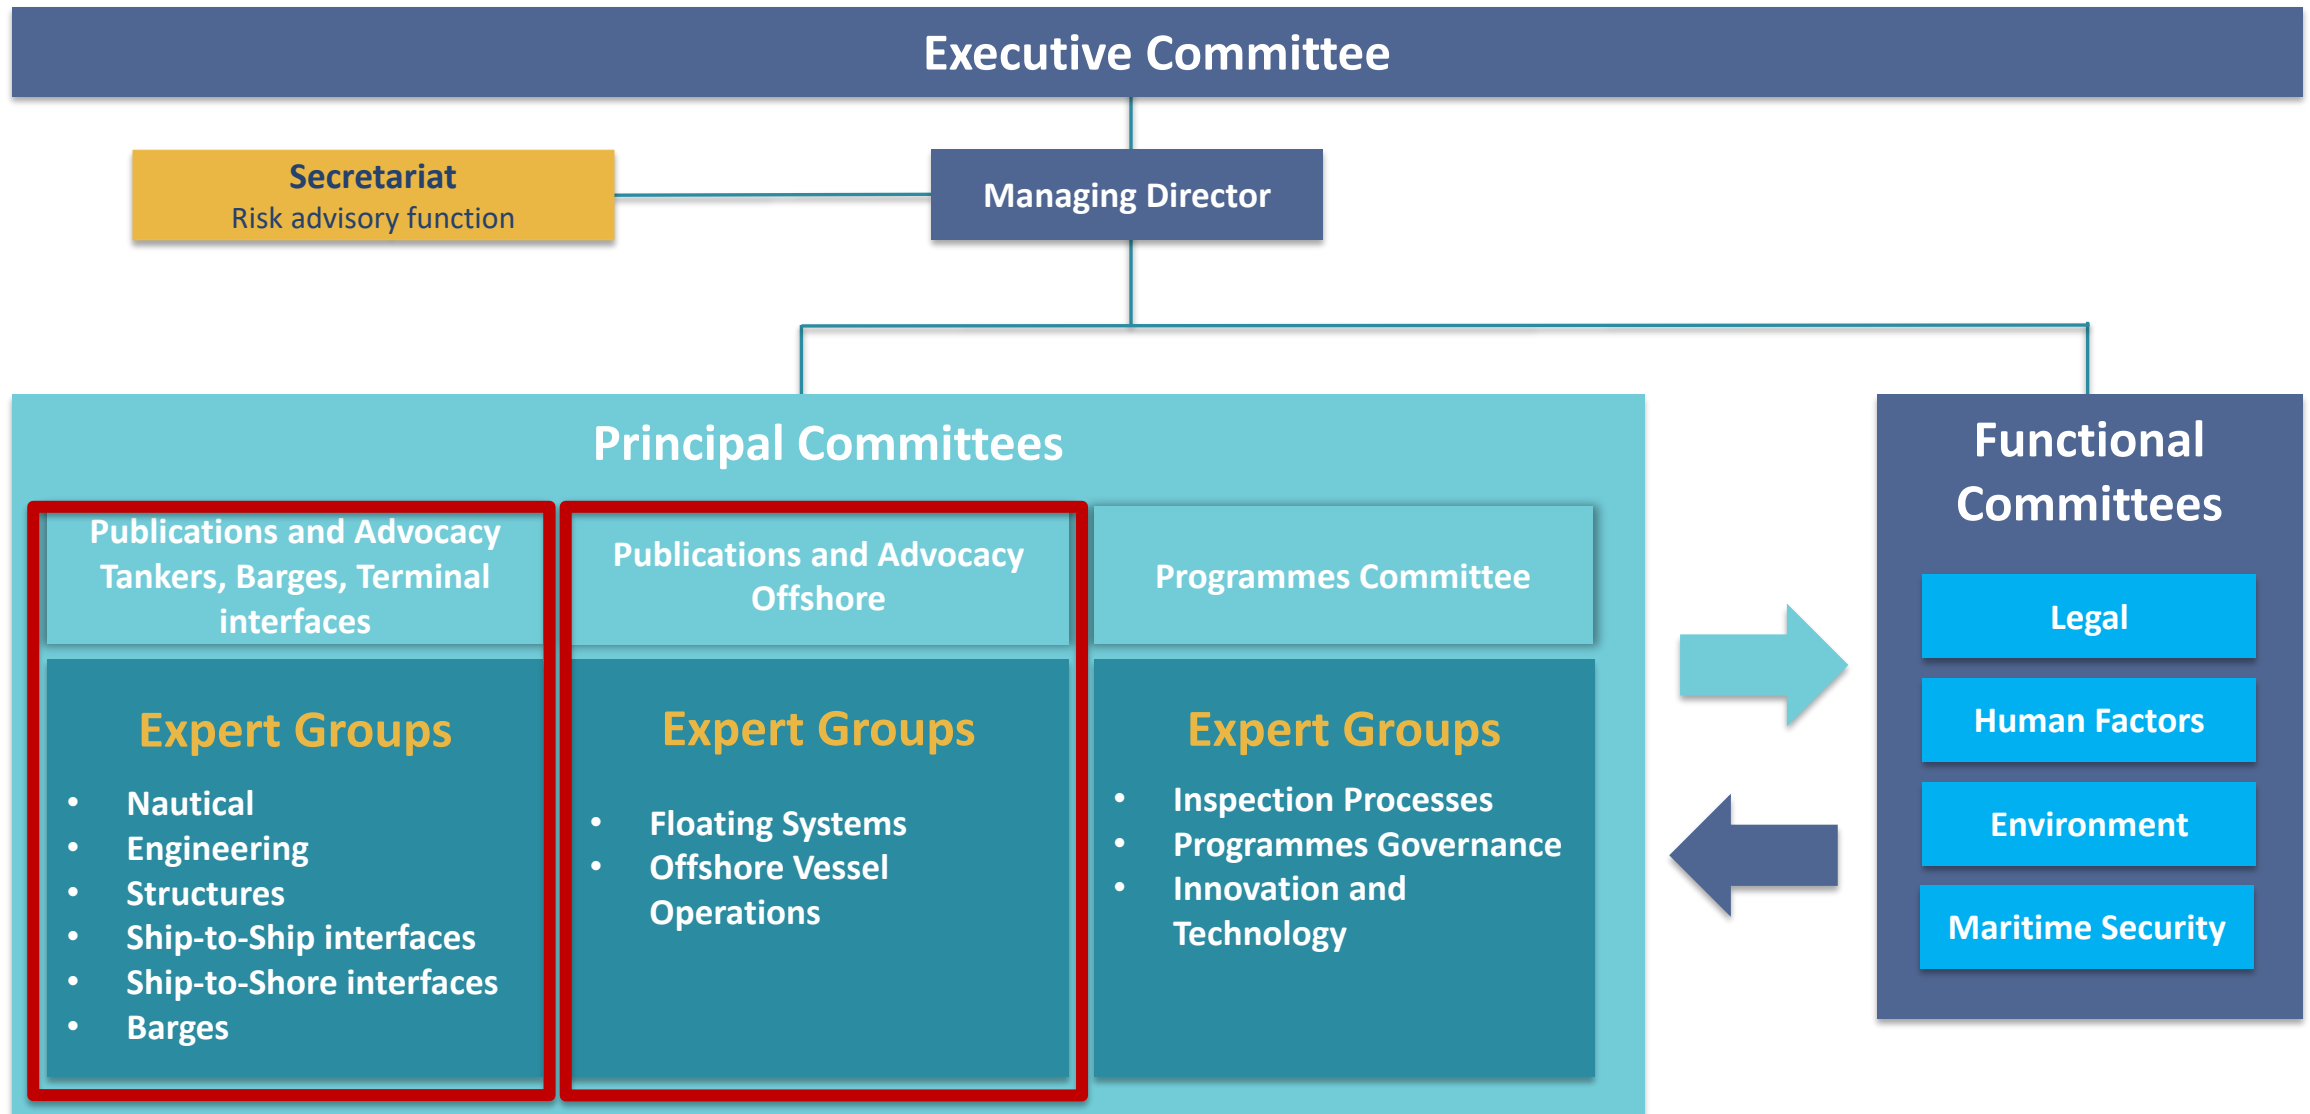 Executive Committee
Secretariat
Risk advisory function
Managing Director
Principal Committees
Publications and Advocacy
Tankers, Barges, Terminal
interfaces
Expert Groups
• Nautical
• Engineering
• Structures
• Ship-to-Ship interfaces
• Ship-to-Shore interfaces
• Barges
Publications and Advocacy
Offshore
Expert Groups
• Floating Systems
• Offshore Vessel
Operations
Programmes Committee
Expert Groups
• Inspection Processes
• Programmes Governance
• Innovation and
Technology
Functional
Committees
Legal
Human Factors
Environment
Maritime Security